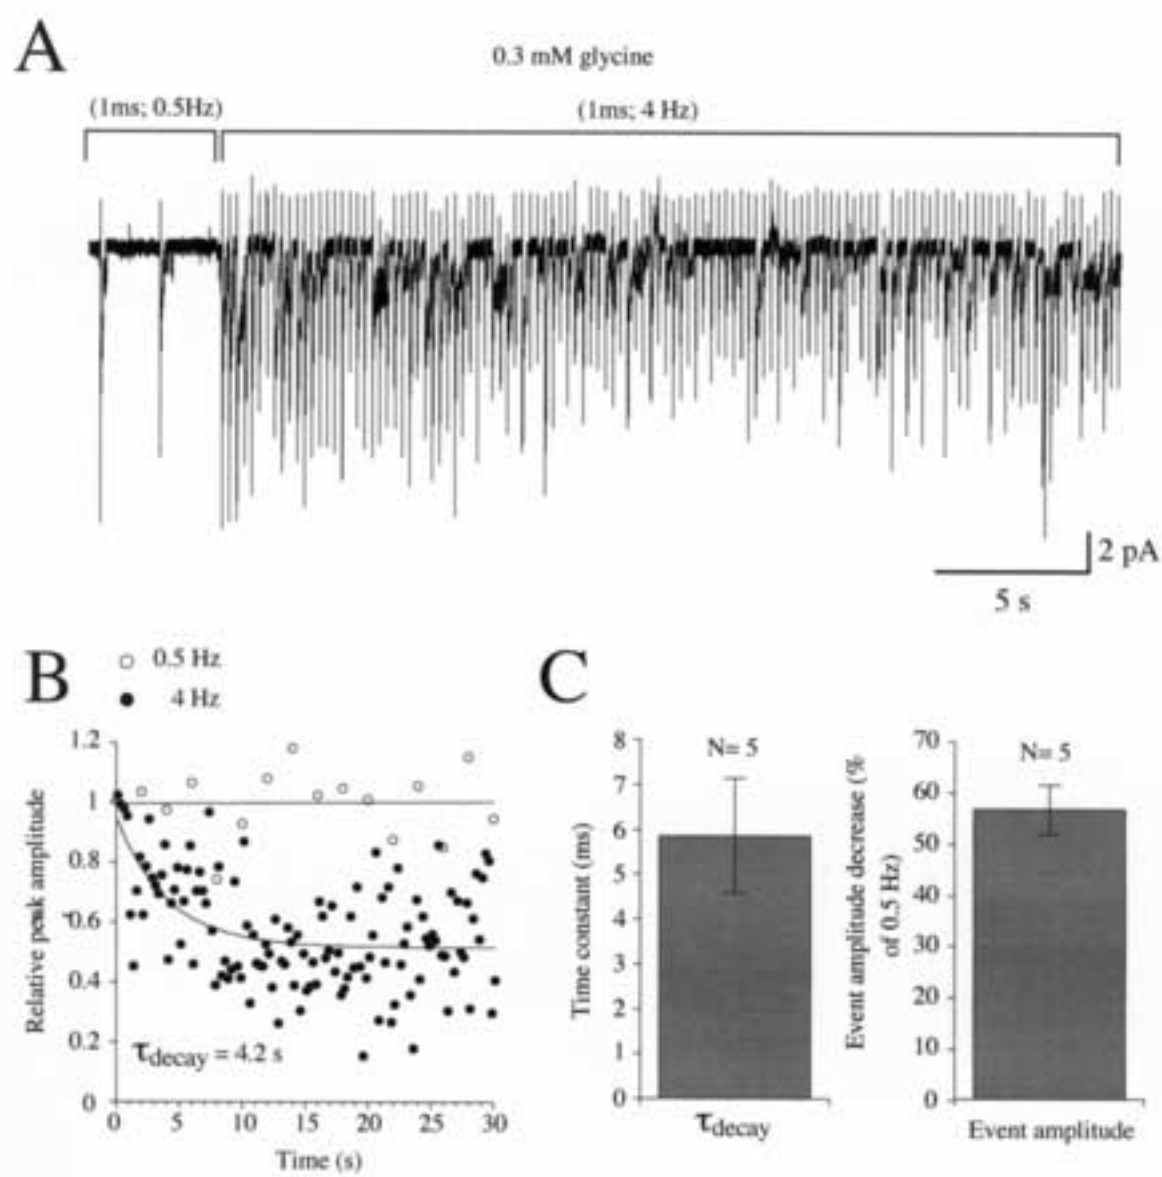 A
0.3 mM glycine
(1ms; 0.5Hz)
(1ms; 4 Hz)
2 pA
5 s
B
0.5 Hz
4 Hz
Relative peak amplitude
1.2
1
0.8
0.6
0.4
0.2
0
τdecay = 4.2 s
0 5 10 15 20 25 30
Time (s)
C
Time constant (ms)
8
7
6
5
4
3
2
1
0
N= 5
τdecay
Event amplitude decrease (%
of 0.5 Hz)
70
60
50
40
30
20
10
0
N= 5
Event amplitude